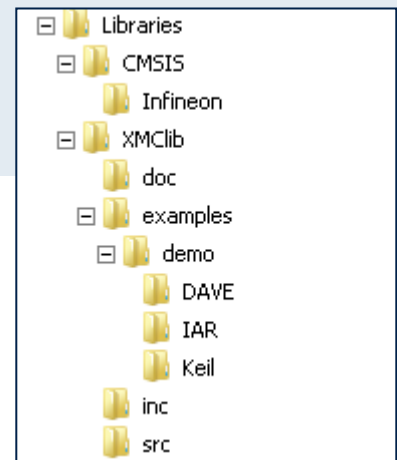 Libraries
CMSIS
Infineon
XMClib
doc
examples
demo
DAVE
IAR
Keil
inc
src